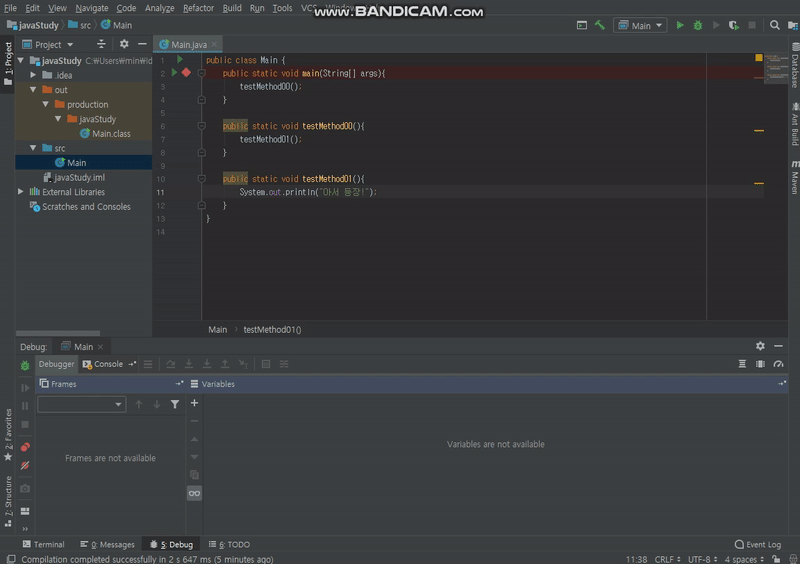 File Edit View Navigate Code Analyze Refactor Build Run Tools VCS Window
www.BANDICAM.com
javaStudy src Main
Main
Project
Main.java
1: Project
javaStudy C:₩Users₩min₩Id
.idea
out
production
javaStudy
Main.class
src
Main
javaStudy.iml
External Libraries
Scratches and Consoles
1 public class Main {
2 public static void main(String[] args){
3 testMethod00();
4 }
5
6 public static void testMethod00(){
7 testMethod01();
8 }
9
10 public static void testMethod01(){
11 System.out.println("아서 등장!");
12 }
13 }
14
Database
Ant Build
Maven
Main testMethod01()
Debug: Main
Debugger Console
Frames Variables
Frames are not available
Variables are not available
2: Favorites
7: Structure
Terminal 0: Messages 5: Debug 6: TODO Event Log
Compilation completed successfully in 2 s 647 ms (5 minutes ago) 11:38 CRLF UTF-8 4 spaces